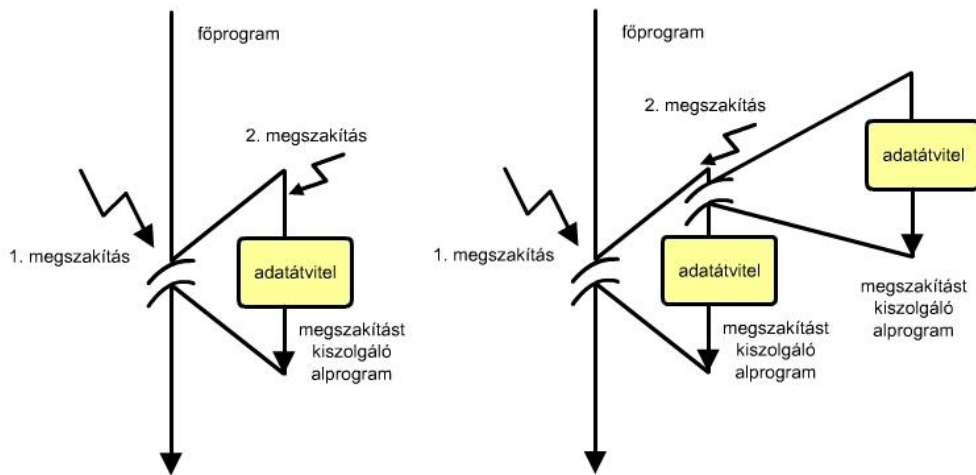 főprogram
2. megszakítás
1. megszakítás
adatátvitel
megszakítást
kiszolgáló
alprogram
főprogram
2. megszakítás
adatátvitel
1. megszakítás
adatátvitel
megszakítást
kiszolgáló
alprogram
megszakítást
kiszolgáló
alprogram